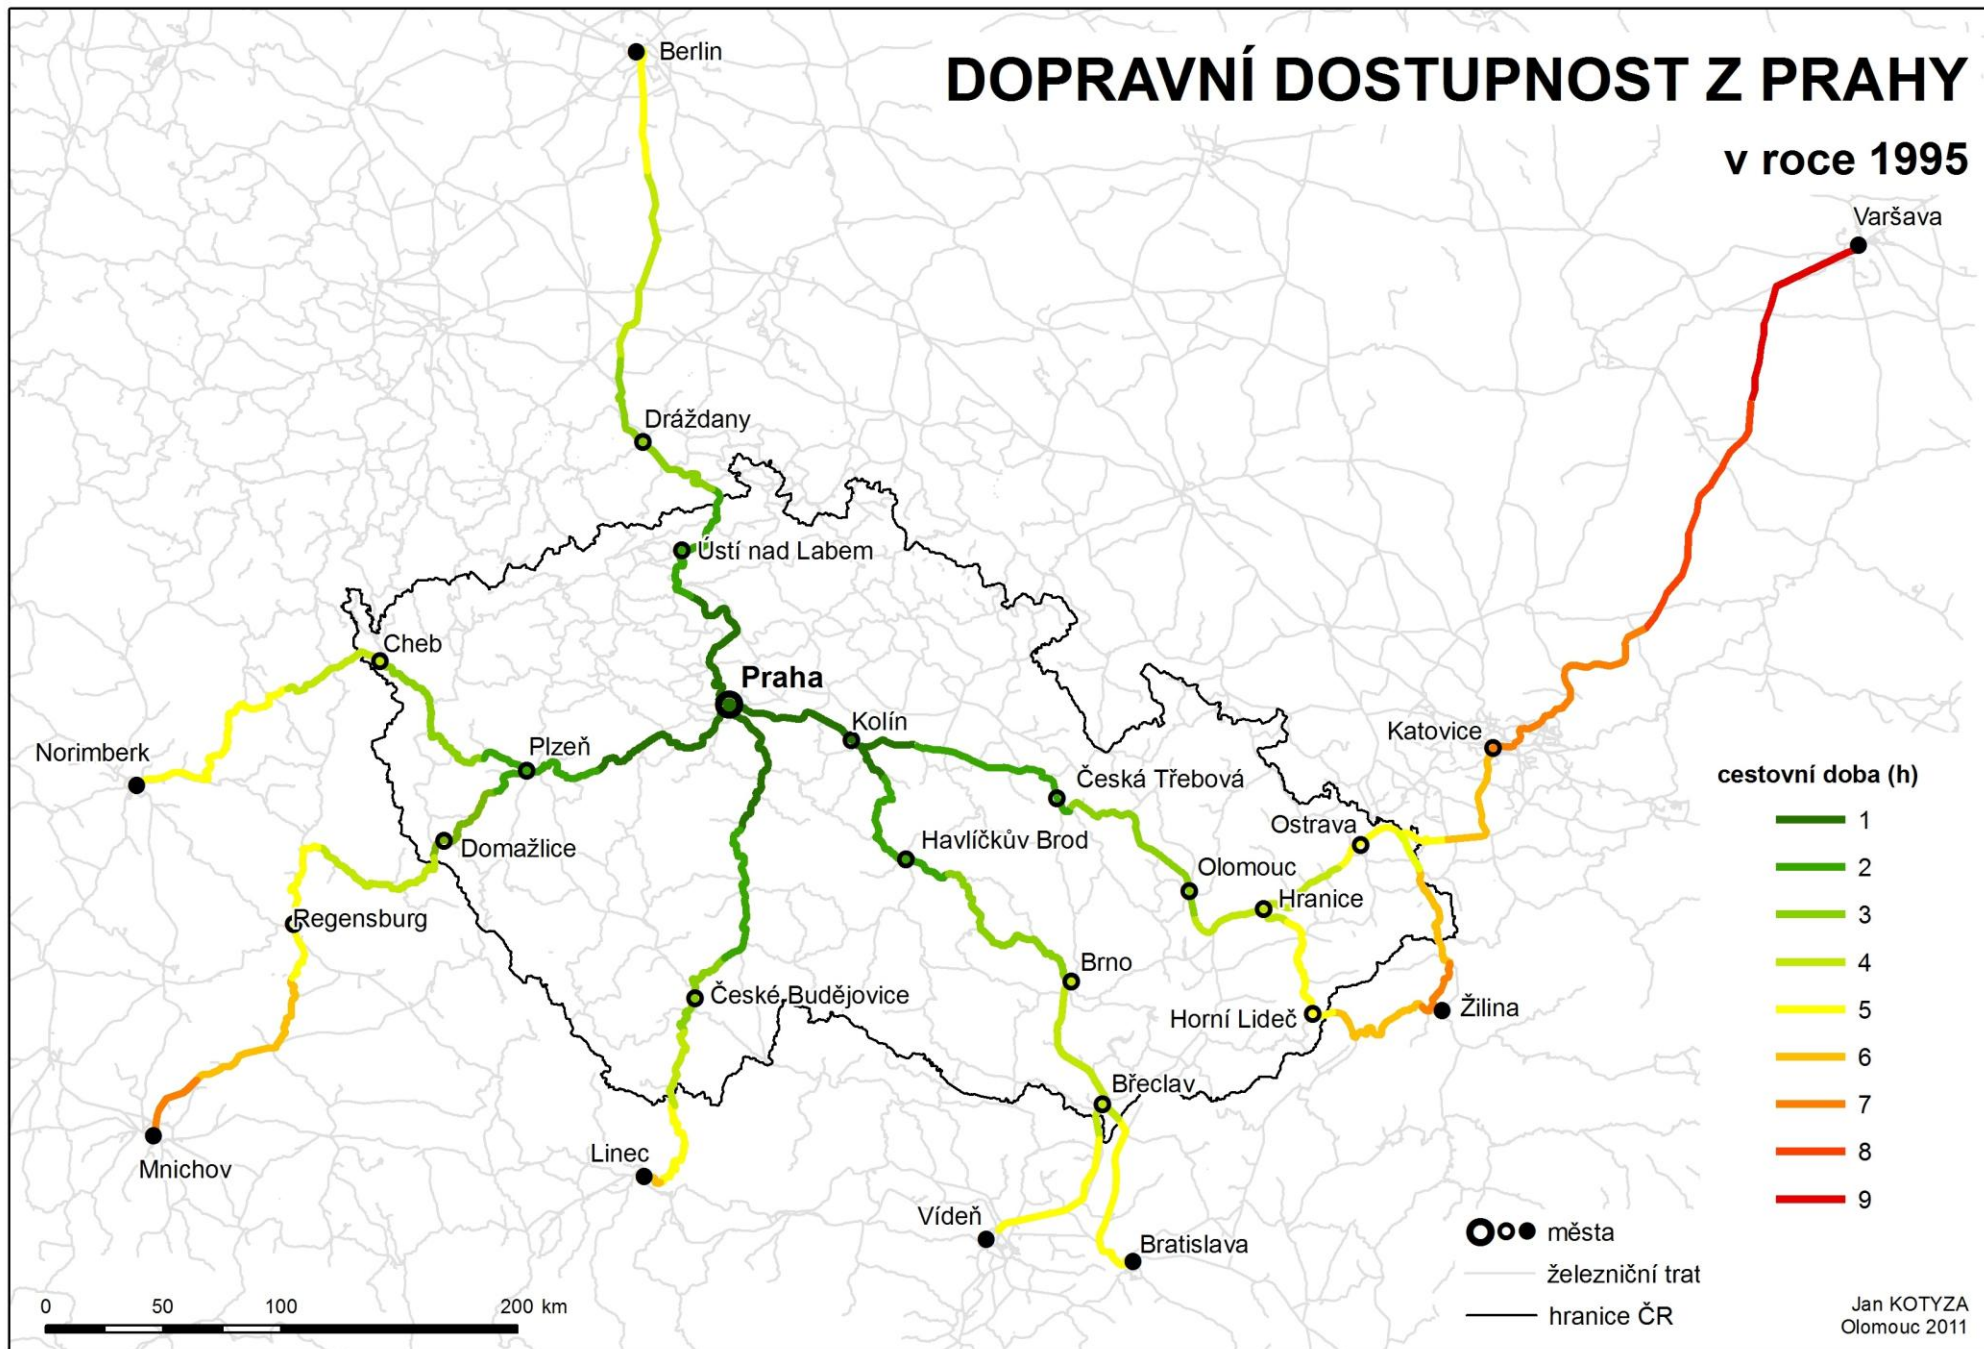 DOPRAVNÍ DOSTUPNOST Z PRAHY
v roce 1995
Berlin
Varšava
Drážďany
Ústí nad Labem
Cheb
Praha
Kolín
Katovice
Norimberk
Plzeň
Česká Třebová
Ostrava
Domažlice
Havlíčkův Brod
Olomouc
Hranice
Regensburg
Brno
České Budějovice
Horní Lideč
Žilina
Břeclav
Linec
Mnichov
Vídeň
Bratislava
cestovní doba (h)
1
2
3
4
5
6
7
8
9
města
železniční trat
hranice ČR
0 50 100 200 km
Jan KOTYZA
Olomouc 2011